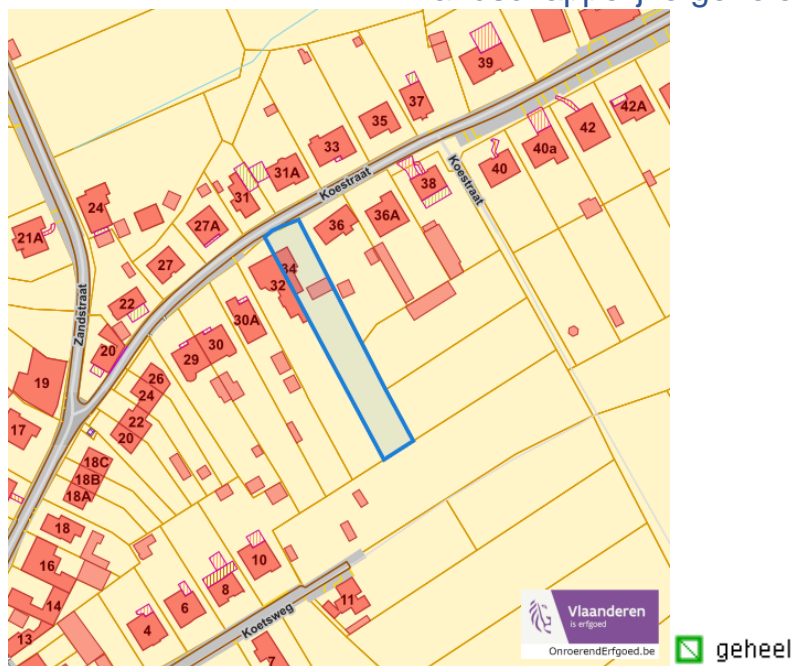 39
37
42A
35
42
33
40a
31A
40
Koestraat
Koestraat
31
38
24
36A
27A
36
21A
27
34
32
22
30A
Zandstraat
20
30
29
19
26
24
22
20
17
18C
18B
18A
18
16
10
14
8
11
6
Koetsweg
4
13
7
Vlaanderen
is erfgoed
OnroerendErfgoed.be
geheel